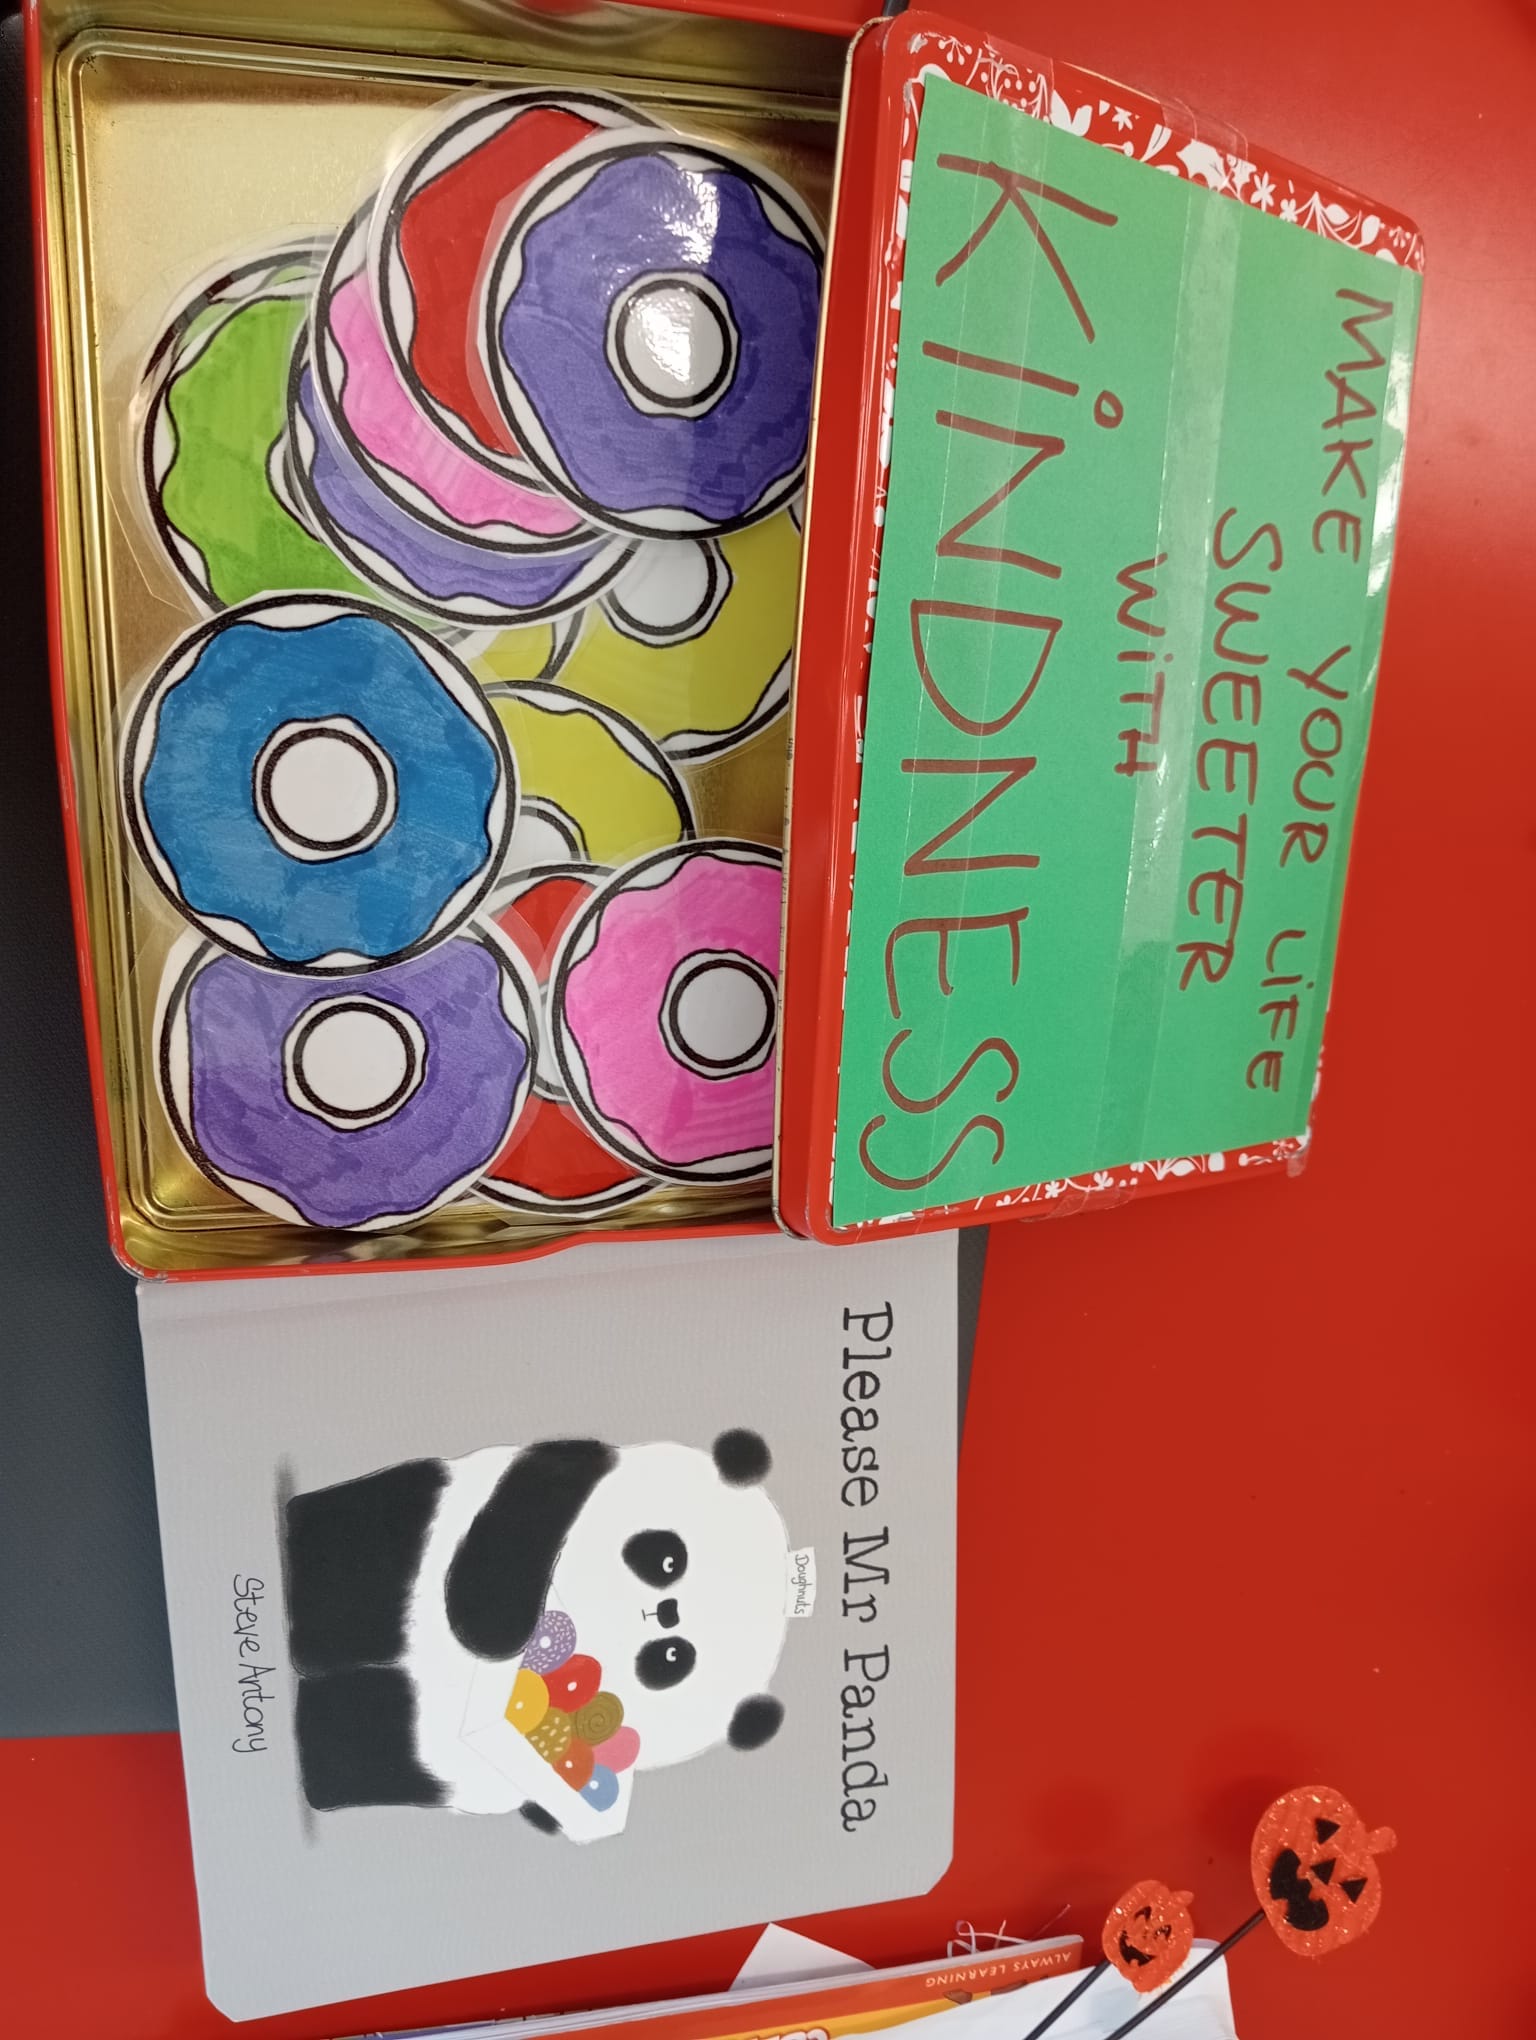 MAKE YOUR LIFE
SWEETER
WITH
KiNDNESS
Please Mr Panda
Doughnuts
Steve Antony
ALWAYS LEARNING